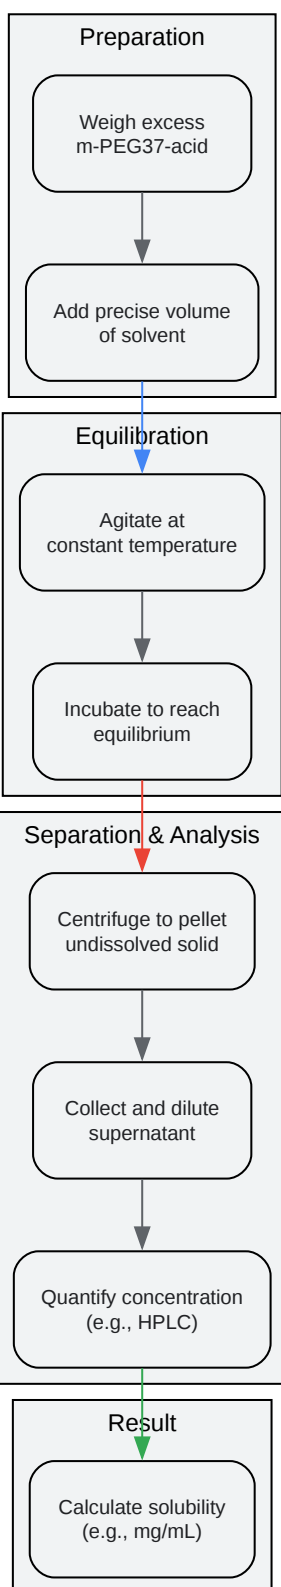 Preparation
Weigh excess
m-PEG37-acid
Add precise volume
of solvent
Equilibration
Agitate at
constant temperature
Incubate to reach
equilibrium
Separation & Analysis
Centrifuge to pellet
undissolved solid
Collect and dilute
supernatant
Quantify concentration
(e.g., HPLC)
Result
Calculate solubility
(e.g., mg/mL)